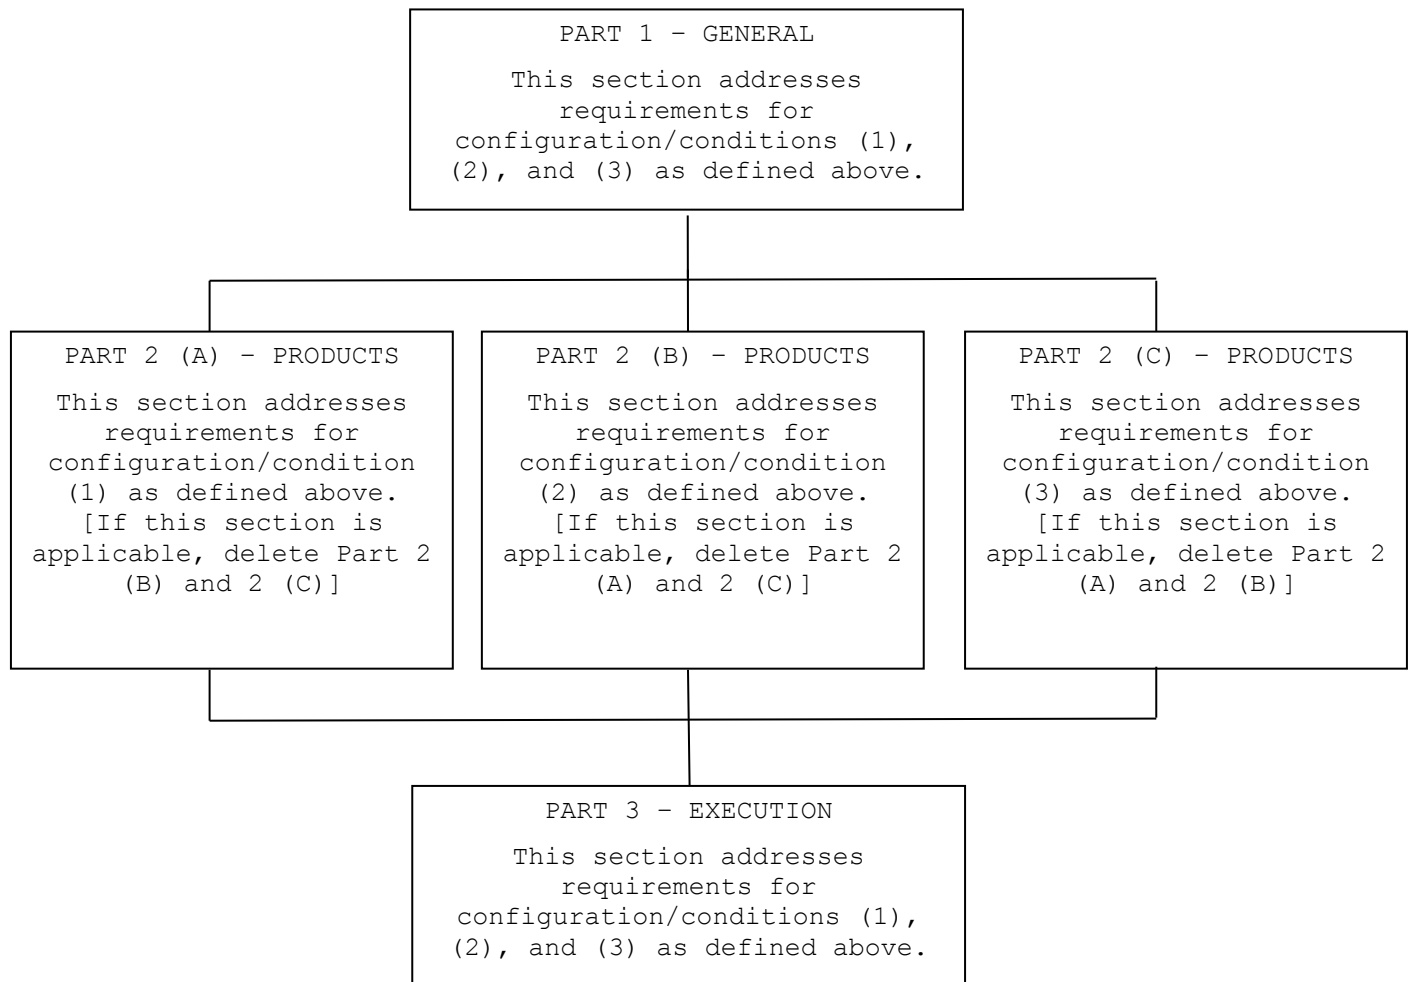 PART 1 – GENERAL
This section addresses
requirements for
configuration/conditions (1),
(2), and (3) as defined above.
PART 2 (A) – PRODUCTS
This section addresses
requirements for
configuration/condition
(1) as defined above.
[If this section is
applicable, delete Part 2
(B) and 2 (C)]
PART 2 (B) – PRODUCTS
This section addresses
requirements for
configuration/condition
(2) as defined above.
[If this section is
applicable, delete Part 2
(A) and 2 (C)]
PART 2 (C) – PRODUCTS
This section addresses
requirements for
configuration/condition
(3) as defined above.
[If this section is
applicable, delete Part 2
(A) and 2 (B)]
PART 3 – EXECUTION
This section addresses
requirements for
configuration/conditions (1),
(2), and (3) as defined above.